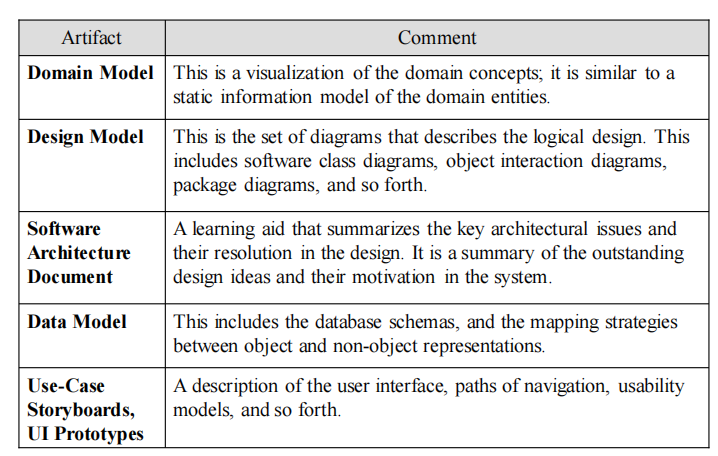 Artifact Comment
Domain Model This is a visualization of the domain concepts; it is similar to a
static information model of the domain entities.
Design Model This is the set of diagrams that describes the logical design. This
includes software class diagrams, object interaction diagrams,
package diagrams, and so forth.
Software A learning aid that summarizes the key architectural issues and
Architecture their resolution in the design. It is a summary of the outstanding
Document design ideas and their motivation in the system.
Data Model This includes the database schemas, and the mapping strategies
between object and non-object representations.
Use-Case A description of the user interface, paths of navigation, usability
Storyboards, models, and so forth.
UI Prototypes